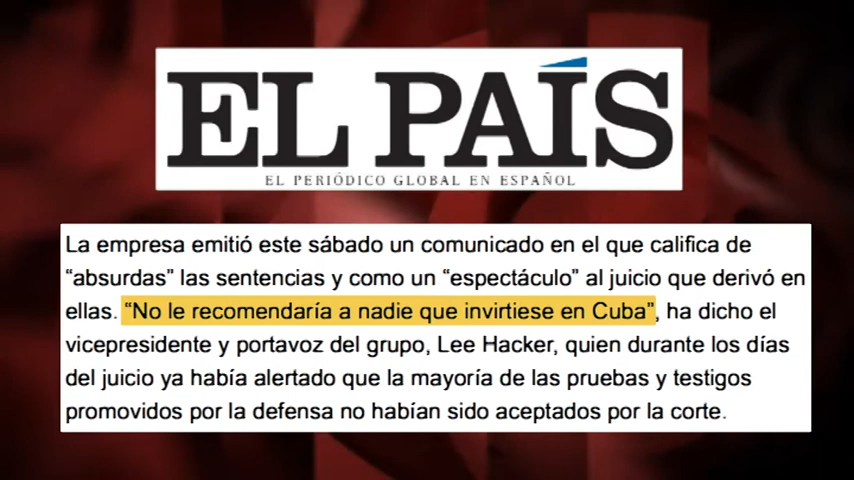 EL PAÍS
EL PERIÓDICO GLOBAL EN ESPAÑOL
La empresa emitió este sábado un comunicado en el que califica de
“absurdas” las sentencias y como un “espectáculo” al juicio que derivó en
ellas. “No le recomendaría a nadie que invirtiese en Cuba”, ha dicho el
vicepresidente y portavoz del grupo, Lee Hacker, quien durante los días
del juicio ya había alertado que la mayoría de las pruebas y testigos
promovidos por la defensa no habían sido aceptados por la corte.